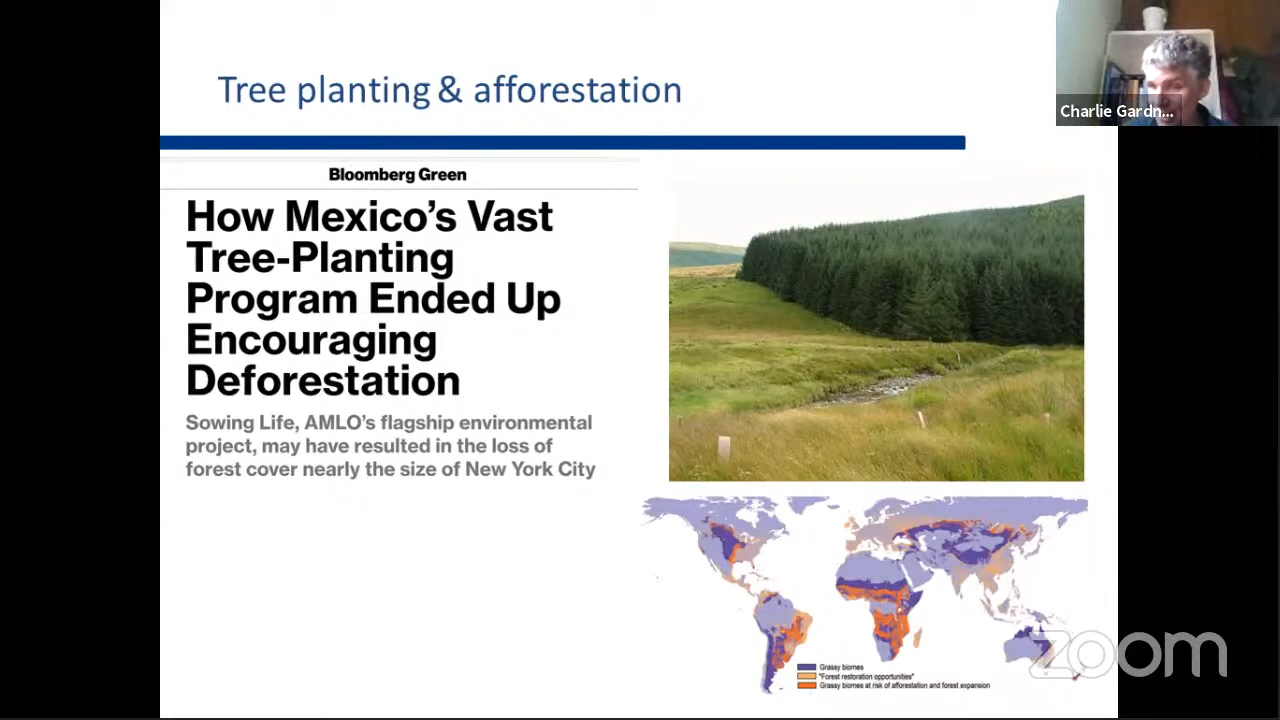 Tree planting & afforestation
Charlie Gardn...
Bloomberg Green
How Mexico's Vast
Tree-Planting
Program Ended Up
Encouraging
Deforestation
Sowing Life, AMLO's flagship environmental
project, may have resulted in the loss of
forest cover nearly the size of New York City
Grassy biomes
"Forest restoration opportunities"
Grassy biomes at risk of afforestation and forest expansion
zoom